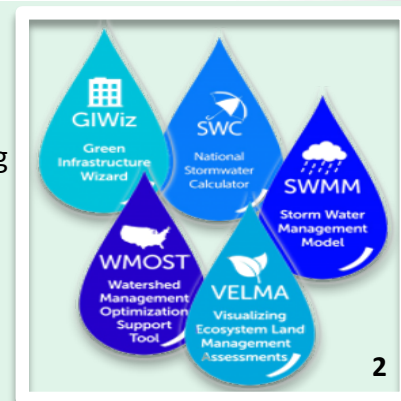 g
GIWiz
Green
Infrastructure
Wizard
SWC
National
Stormwater
Calculator
SWMM
Storm Water
Management
Model
WMOST
Watershed
Management
Optimization
Support
Tool
VELMA
Visualizing
Ecosystem Land
Management
Assessments
2